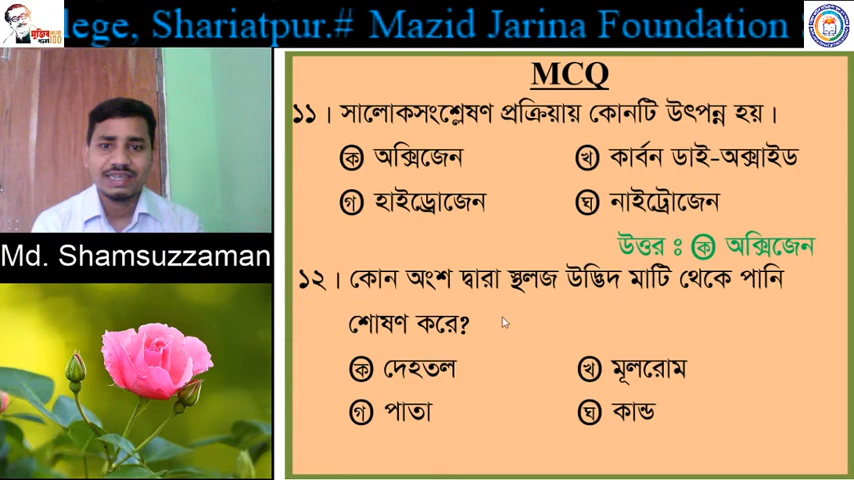 lege, Shariatpur.# Mazid Jarina Foundation
MCQ
১১। সালোকসংশ্লেষণ প্রক্রিয়ায় কোনটি উৎপন্ন হয়।
ক অক্সিজেন
খ কার্বন ডাই-অক্সাইড
গ হাইড্রোজেন
ঘ নাইট্রোজেন
উত্তর ঃ ক অক্সিজেন
১২। কোন অংশ দ্বারা স্থলজ উদ্ভিদ মাটি থেকে পানি
শোষণ করে?
ক দেহতল
খ মূলরোম
গ পাতা
ঘ কান্ড
Md. Shamsuzzaman